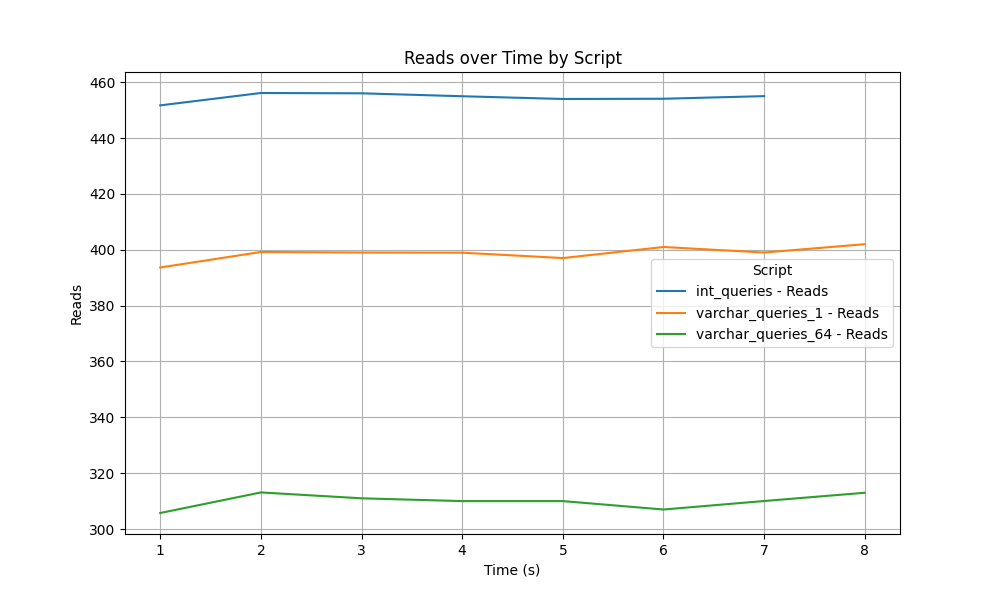 Reads over Time by Script
Reads
460
440
420
400
380
360
340
320
300
Script
int_queries - Reads
varchar_queries_1 - Reads
varchar_queries_64 - Reads
1 2 3 4 5 6 7 8
Time (s)